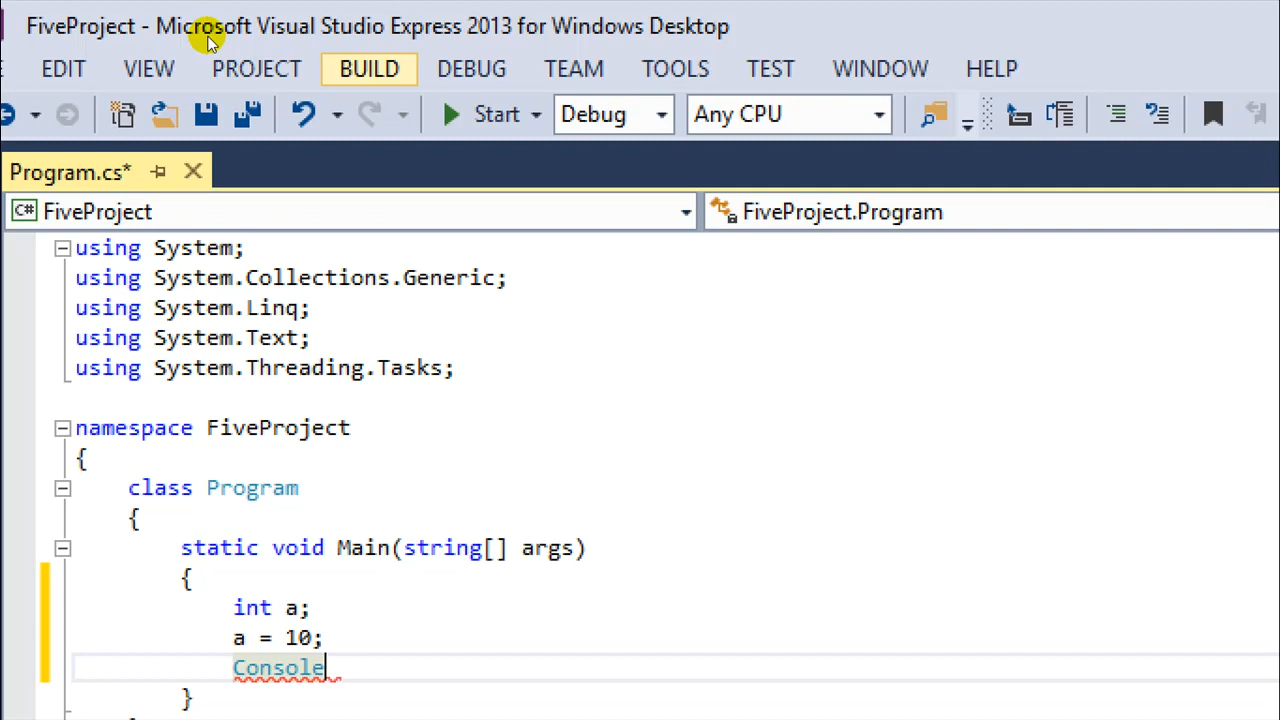 FiveProject - Microsoft Visual Studio Express 2013 for Windows Desktop
EDIT VIEW PROJECT BUILD DEBUG TEAM TOOLS TEST WINDOW HELP
Start Debug Any CPU
Program.cs*
C# FiveProject FiveProject.Program
using System;
using System.Collections.Generic;
using System.Linq;
using System.Text;
using System.Threading.Tasks;
namespace FiveProject
{
class Program
{
static void Main(string[] args)
{
int a;
a = 10;
Console
}